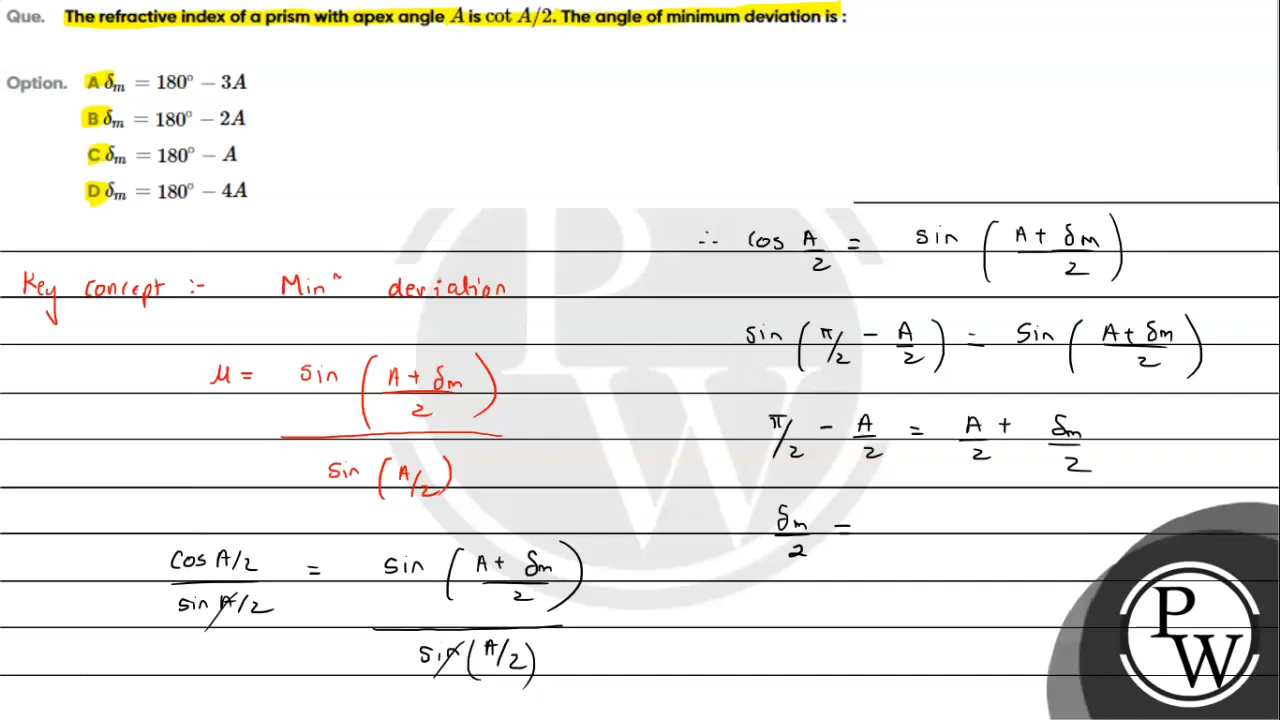 Que. The refractive index of a prism with apex angle A is cot A/2. The angle of minimum deviation is :
Option. A δₘ = 180° − 3A
B δₘ = 180° − 2A
C δₘ = 180° − A
D δₘ = 180° − 4A
Key concept :- Minᵐ deviation
μ = sin ((A + δm)/2) / sin (A/2)
cos A/2 / sin A/2 = sin ((A + δm)/2) / sin (A/2)
∴ cos A/2 = sin ((A + δm)/2)
sin (π/2 − A/2) = sin ((A + δm)/2)
π/2 − A/2 = A/2 + δm/2
δm/2 =
PW